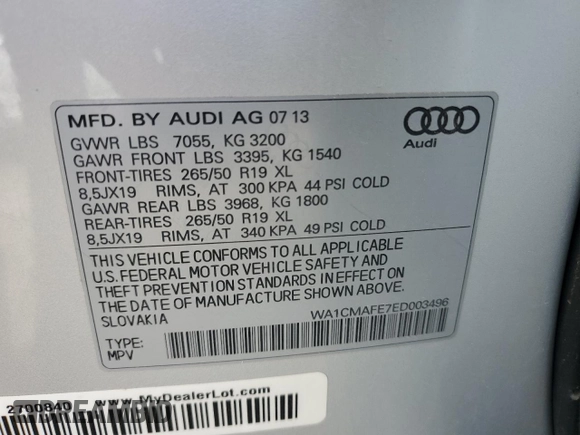 MFD. BY AUDI AG 07 13
GVWR LBS 7055, KG 3200
GAWR FRONT LBS 3395, KG 1540
FRONT-TIRES 265/50 R19 XL
8,5JX19 RIMS, AT 300 KPA 44 PSI COLD
GAWR REAR LBS 3968, KG 1800
REAR-TIRES 265/50 R19 XL
8,5JX19 RIMS, AT 340 KPA 49 PSI COLD
Audi
THIS VEHICLE CONFORMS TO ALL APPLICABLE
U.S. FEDERAL MOTOR VEHICLE SAFETY AND
THEFT PREVENTION STANDARDS IN EFFECT ON
THE DATE OF MANUFACTURE SHOWN ABOVE.
SLOVAKIA
WA1CMAFE7ED003496
TYPE:
MPV
2700840
www.MyDealerLot.com
DREAMBID